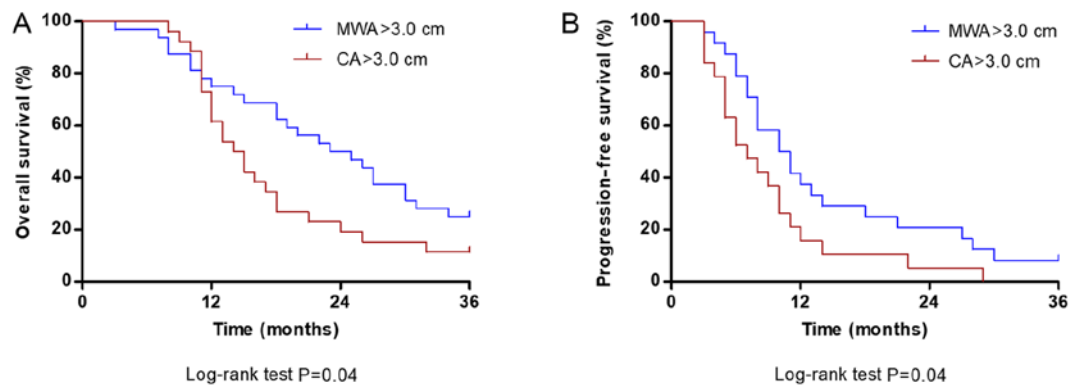 A
MWA>3.0 cm
CA>3.0 cm
Overall survival (%)
100
80
60
40
20
0
0 12 24 36
Time (months)
Log-rank test P=0.04
B
MWA>3.0 cm
CA>3.0 cm
Progression-free survival (%)
100
80
60
40
20
0
0 12 24 36
Time (months)
Log-rank test P=0.04